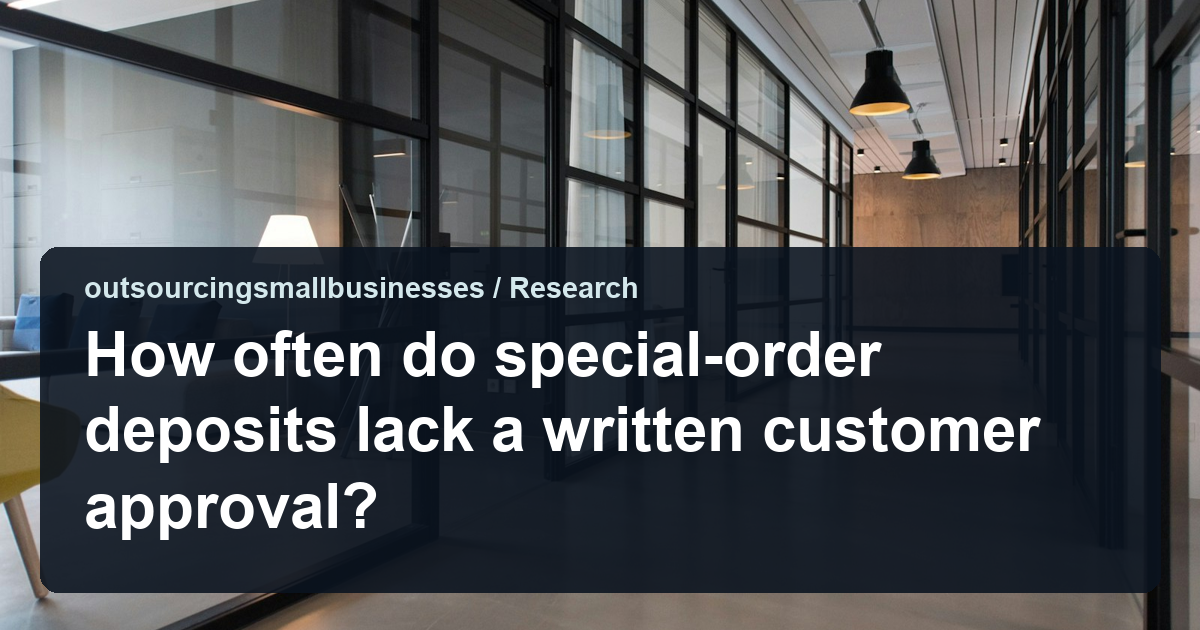 outsourcingsmallbusinesses / Research
How often do special-order
deposits lack a written customer
approval?